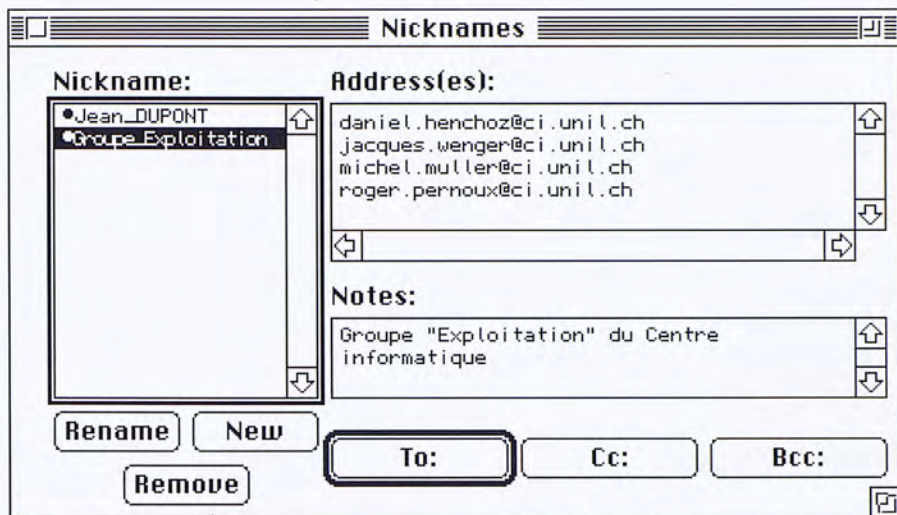 Nicknames
Nickname:
•Jean_DUPONT
•Groupe_Exploitation
Address(es):
daniel.henchoz@ci.unil.ch
jacques.wenger@ci.unil.ch
michel.muller@ci.unil.ch
roger.pernoux@ci.unil.ch
Notes:
Groupe "Exploitation" du Centre
informatique
Rename
New
Remove
To:
Cc:
Bcc: